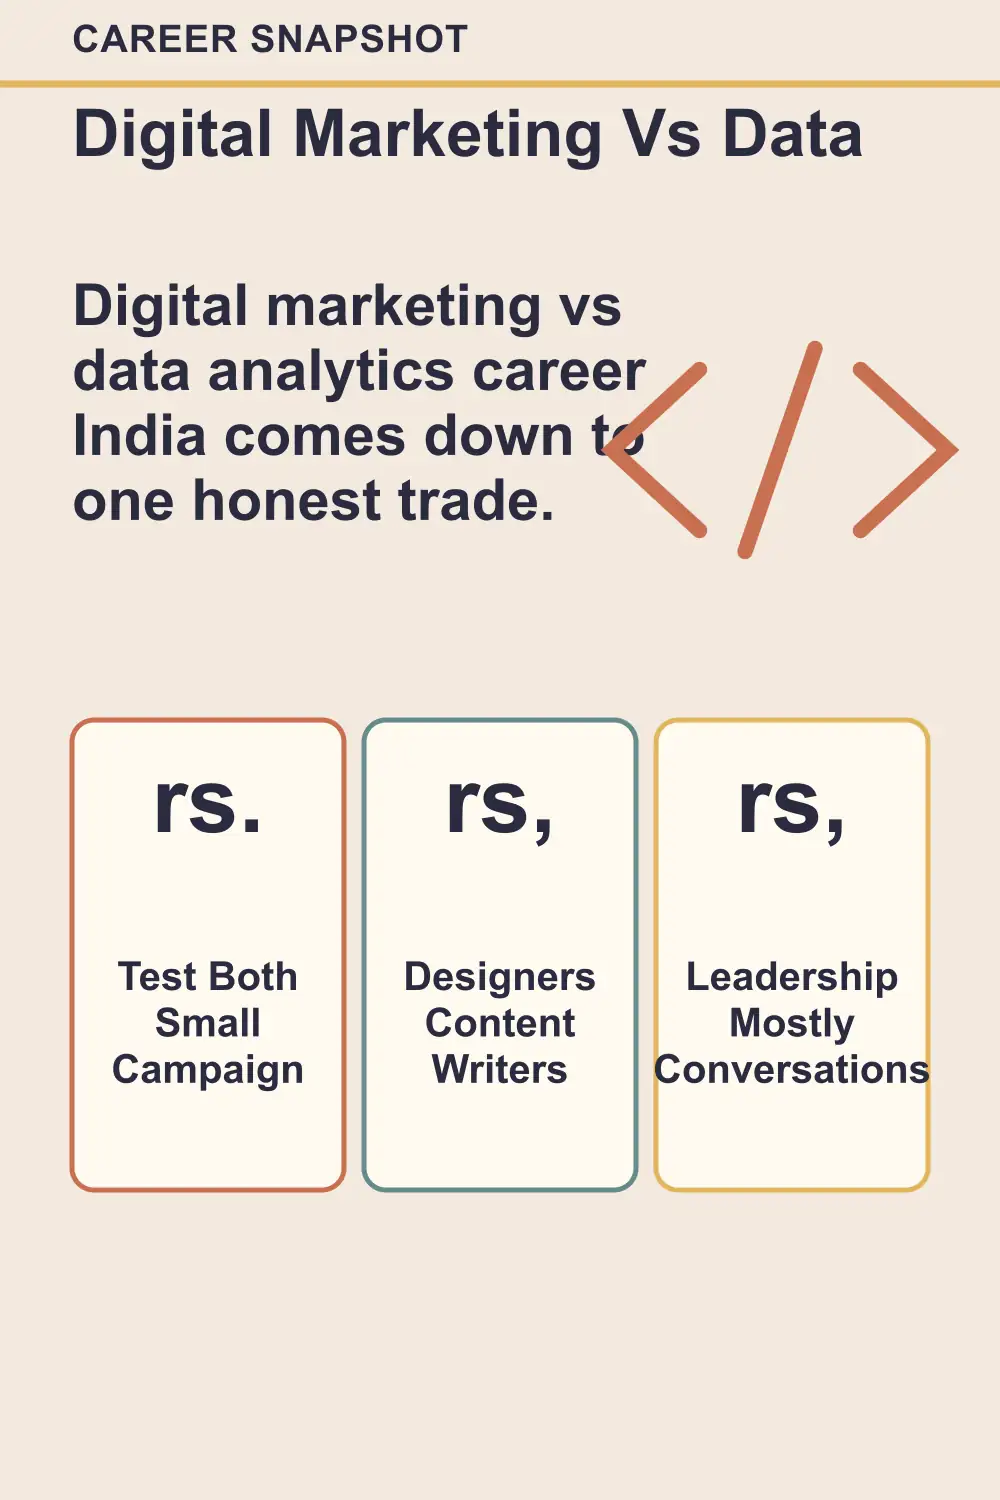 CAREER SNAPSHOT
Digital Marketing Vs Data
Digital marketing vs
data analytics career
India comes down to
one honest trade.
rs.
Test Both
Small
Campaign
rs,
Designers
Content
Writers
rs,
Leadership
Mostly
Conversations